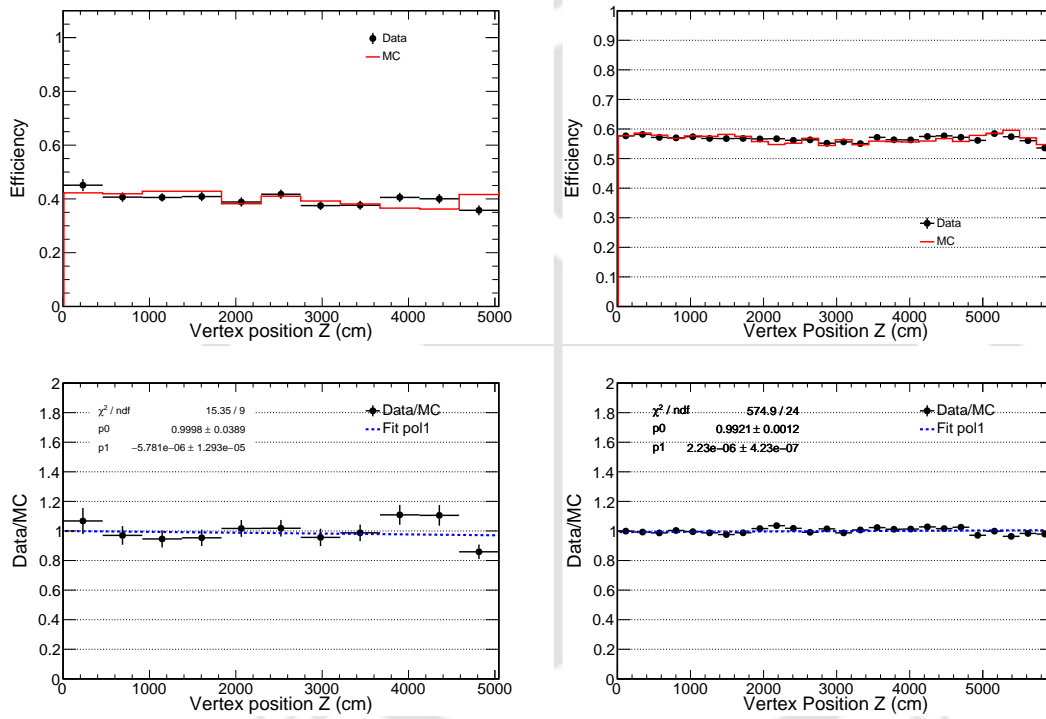 Data
MC
Efficiency
1
0.8
0.6
0.4
0.2
0
0 1000 2000 3000 4000 5000
Vertex position Z (cm)
Data
MC
Efficiency
1
0.9
0.8
0.7
0.6
0.5
0.4
0.3
0.2
0.1
0
0 1000 2000 3000 4000 5000
Vertex Position Z (cm)
χ² / ndf 15.35 / 9
p0 0.9998 ± 0.0389
p1 −5.781e−06 ± 1.293e−05
Data/MC
Fit pol1
Data/MC
2
1.8
1.6
1.4
1.2
1
0.8
0.6
0.4
0.2
0
0 1000 2000 3000 4000 5000
Vertex position Z (cm)
χ² / ndf 574.9 / 24
p0 0.9921 ± 0.0012
p1 2.23e−06 ± 4.23e−07
Data/MC
Fit pol1
Data/MC
2
1.8
1.6
1.4
1.2
1
0.8
0.6
0.4
0.2
0
0 1000 2000 3000 4000 5000
Vertex Position Z (cm)